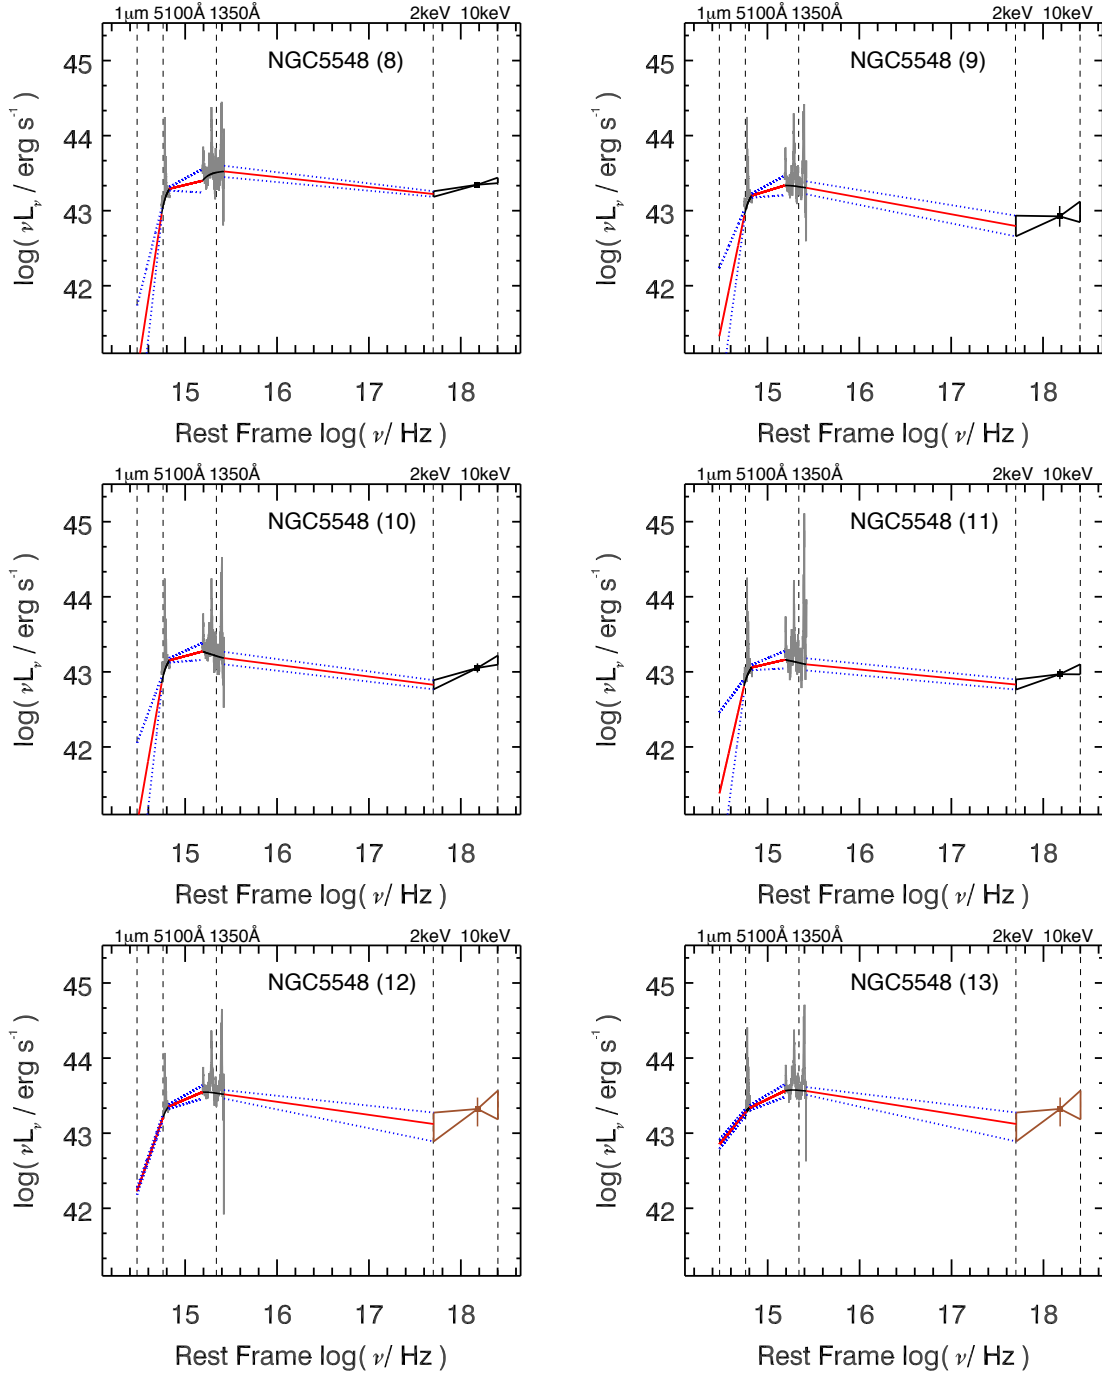 1μm 5100Å 1350Å 2keV 10keV
NGC5548 (8)
45
44
43
42
log( νLν / erg s⁻¹ )
15 16 17 18
Rest Frame log( ν/ Hz )
1μm 5100Å 1350Å 2keV 10keV
NGC5548 (9)
45
44
43
42
log( νLν / erg s⁻¹ )
15 16 17 18
Rest Frame log( ν/ Hz )
1μm 5100Å 1350Å 2keV 10keV
NGC5548 (10)
45
44
43
42
log( νLν / erg s⁻¹ )
15 16 17 18
Rest Frame log( ν/ Hz )
1μm 5100Å 1350Å 2keV 10keV
NGC5548 (11)
45
44
43
42
log( νLν / erg s⁻¹ )
15 16 17 18
Rest Frame log( ν/ Hz )
1μm 5100Å 1350Å 2keV 10keV
NGC5548 (12)
45
44
43
42
log( νLν / erg s⁻¹ )
15 16 17 18
Rest Frame log( ν/ Hz )
1μm 5100Å 1350Å 2keV 10keV
NGC5548 (13)
45
44
43
42
log( νLν / erg s⁻¹ )
15 16 17 18
Rest Frame log( ν/ Hz )